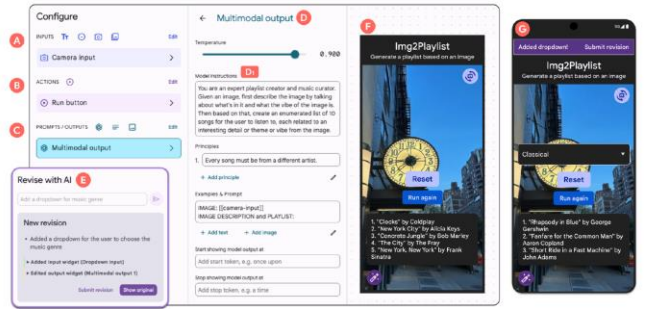 Configure
A
INPUTS Tr
Edit
Camera input
B
ACTIONS
Edit
Run button
C
PROMPTS / OUTPUTS
Edit
Multimodal output
Revise with AI E
Add a dropdown for music genre
New revision
• Added a dropdown for the user to choose the
music genre
+ Added input widget (Dropdown input)
• Edited output widget (Multimodal output 1)
Submit revision Show original
← Multimodal output D
Temperature
0.900
Model Instructions D1
You are an expert playlist creator and music curator.
Given an image, first describe the image by talking
about what's in it and what the vibe of the image is.
Then based on that, create an enumerated list of 10
songs for the user to listen to, each related to an
interesting detail or theme or vibe from the image.
Principles
1. Every song must be from a different artist.
+ Add principle
Examples & Prompt
IMAGE: [[camera-input]]
IMAGE DESCRIPTION and PLAYLIST:
+ Add text + Add image
Start showing model output at
Add start token, e.g. once upon
Stop showing model output at
Add stop token, e.g. a time
F
Img2Playlist
Generate a playlist based on an image
Reset
Run again
1. "Clocks" by Coldplay
2. "New York City" by Alicia Keys
3. "Concrete Jungle" by Bob Marley
4. "The City" by The Fray
5. "New York, New York" by Frank
Sinatra
G
Added dropdown! Submit revision
Img2Playlist
Generate a playlist based on an image
Classical
Reset
Run again
1. "Rhapsody in Blue" by George
Gershwin
2. "Fanfare for the Common Man" by
Aaron Copland
3. "Short Ride in a Fast Machine" by
John Adams